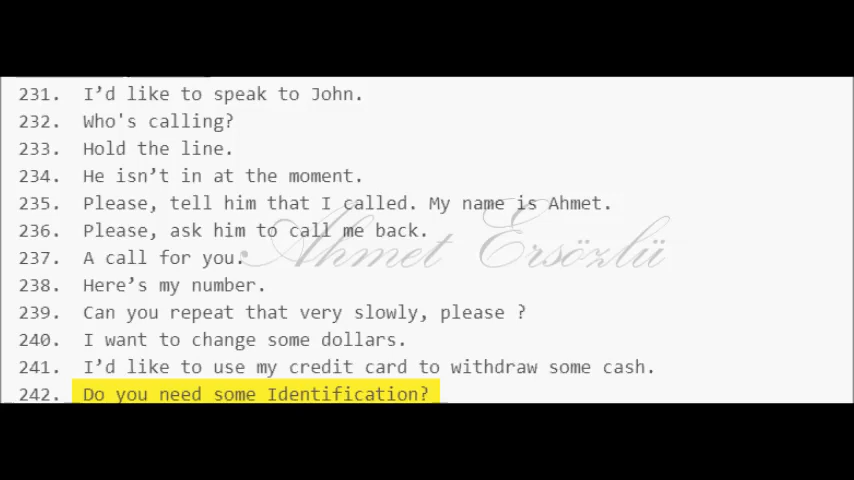 231. I’d like to speak to John.
232. Who's calling?
233. Hold the line.
234. He isn’t in at the moment.
235. Please, tell him that I called. My name is Ahmet.
236. Please, ask him to call me back.
237. A call for you.
Ahmet Ersözlü
238. Here’s my number.
239. Can you repeat that very slowly, please ?
240. I want to change some dollars.
241. I’d like to use my credit card to withdraw some cash.
242. Do you need some Identification?